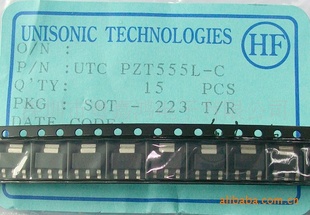 UNISONIC TECHNOLOGIES
HF
O/N :
P/N :UTC PZT555L-C
Q'TY: 15 PCS
PKG : SOT - 223 T/R
DATE CODE: